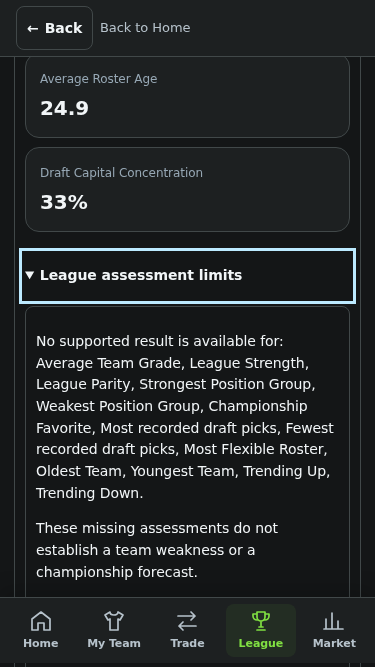 ← Back
Back to Home
Average Roster Age
24.9
Draft Capital Concentration
33%
▼ League assessment limits
No supported result is available for:
Average Team Grade, League Strength,
League Parity, Strongest Position Group,
Weakest Position Group, Championship
Favorite, Most recorded draft picks, Fewest
recorded draft picks, Most Flexible Roster,
Oldest Team, Youngest Team, Trending Up,
Trending Down.
These missing assessments do not
establish a team weakness or a
championship forecast.
Home
My Team
Trade
League
Market